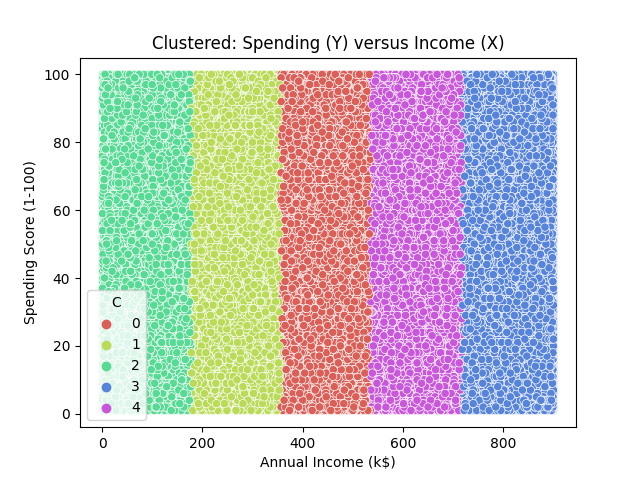 Clustered: Spending (Y) versus Income (X)
100
80
60
40
20
0
Spending Score (1-100)
C
0
1
2
3
4
0 200 400 600 800
Annual Income (k$)